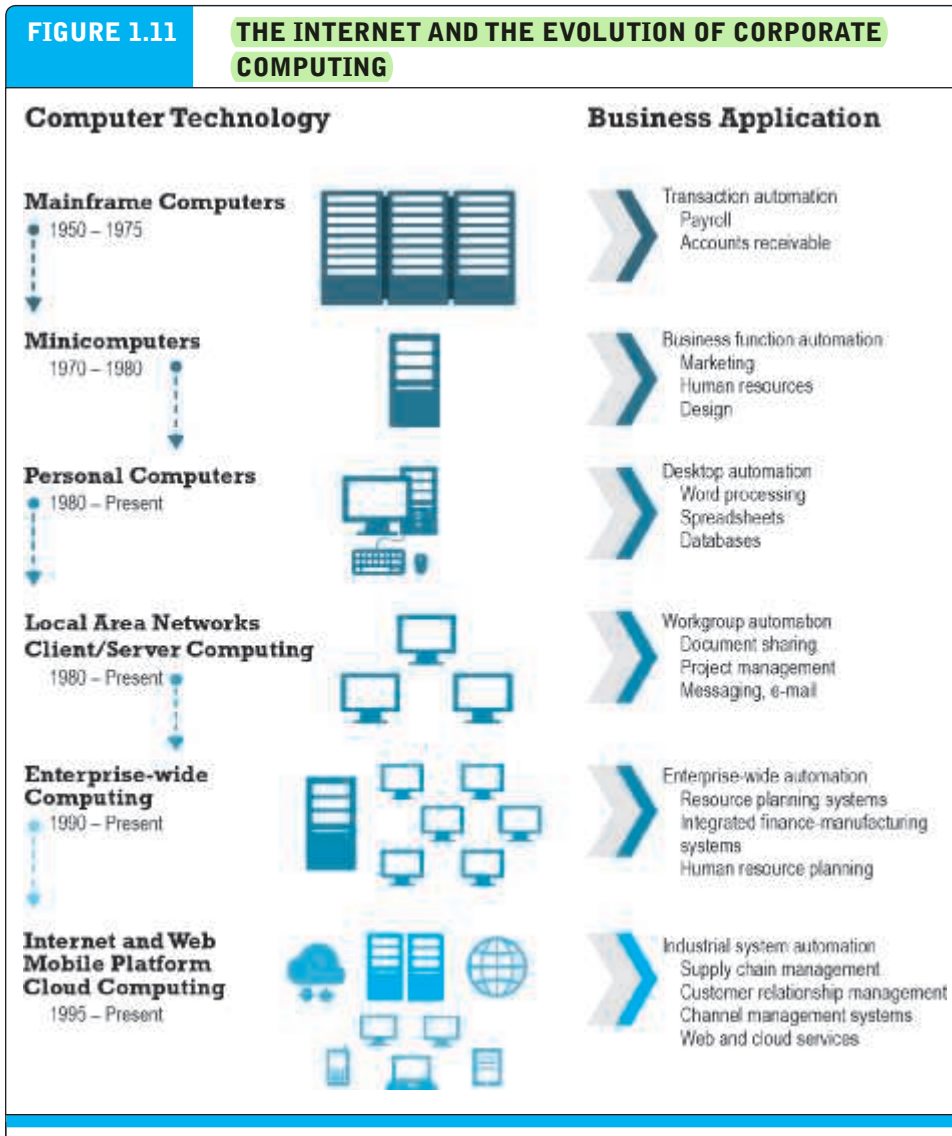 FIGURE 1.11
THE INTERNET AND THE EVOLUTION OF CORPORATE
COMPUTING
Computer Technology
Business Application
Mainframe Computers
1950 – 1975
Transaction automation
Payroll
Accounts receivable
Minicomputers
1970 – 1980
Business function automation
Marketing
Human resources
Design
Personal Computers
1980 – Present
Desktop automation
Word processing
Spreadsheets
Databases
Local Area Networks
Client/Server Computing
1980 – Present
Workgroup automation
Document sharing
Project management
Messaging, e-mail
Enterprise-wide
Computing
1990 – Present
Enterprise-wide automation
Resource planning systems
Integrated finance-manufacturing
systems
Human resource planning
Internet and Web
Mobile Platform
Cloud Computing
1995 – Present
Industrial system automation
Supply chain management
Customer relationship management
Channel management systems
Web and cloud services